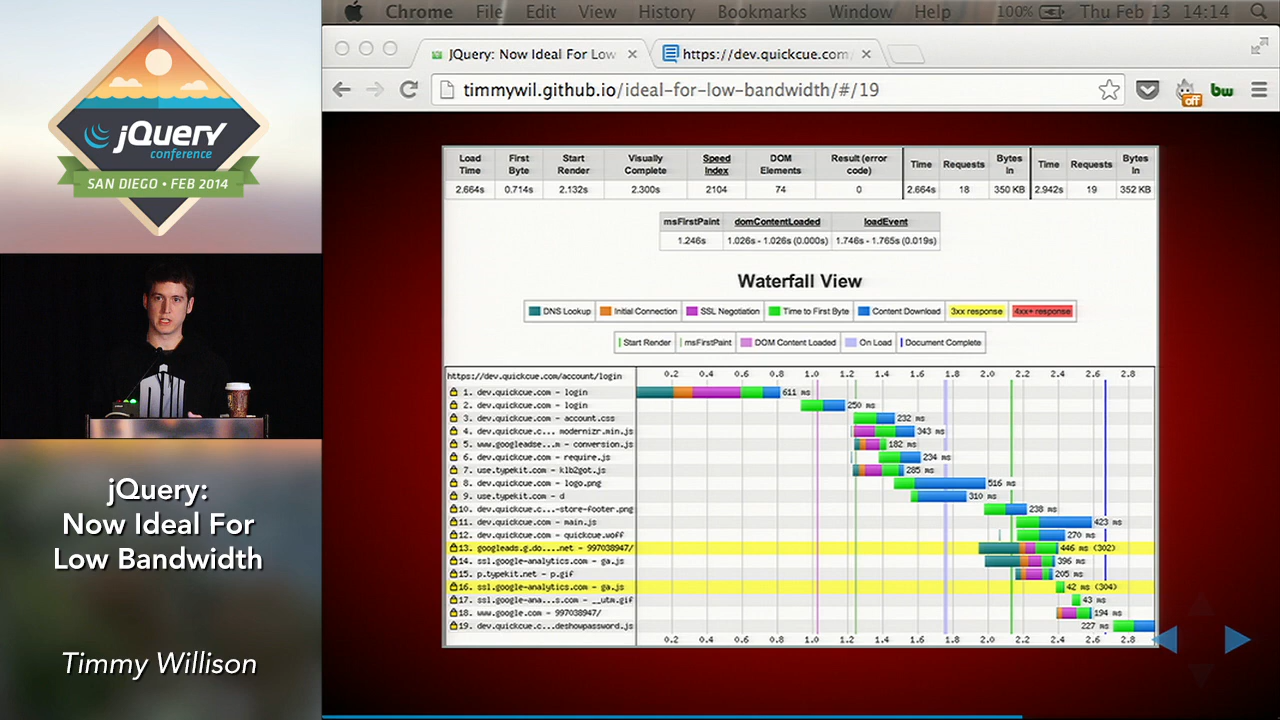 jQuery
conference
SAN DIEGO • FEB 2014
jQuery:
Now Ideal For
Low Bandwidth
Timmy Willison
Chrome File Edit View History Bookmarks Window Help 100% Thu Feb 13 14:14
JQuery: Now Ideal For Low https://dev.quickcue.com/
timmywil.github.io/ideal-for-low-bandwidth/#/19 off bw
Load Time First Byte Start Render Visually Complete Speed Index DOM Elements Result (error code) Time Requests Bytes In Time Requests Bytes In
2.664s 0.714s 2.132s 2.300s 2104 74 0 2.664s 18 350 KB 2.942s 19 352 KB
msFirstPaint domContentLoaded loadEvent
1.246s 1.026s - 1.026s (0.000s) 1.746s - 1.765s (0.019s)
Waterfall View
DNS Lookup Initial Connection SSL Negotiation Time to First Byte Content Download 3xx response 4xx+ response
Start Render msFirstPaint DOM Content Loaded On Load Document Complete
https://dev.quickcue.com/account/login 0.2 0.4 0.6 0.8 1.0 1.2 1.4 1.6 1.8 2.0 2.2 2.4 2.6 2.8
1. dev.quickcue.com - login 611 ms
2. dev.quickcue.com - login 250 ms
3. dev.quickcue.com - account.css 232 ms
4. dev.quickcue.c... modernizr.min.js 343 ms
5. www.googleadse...m - conversion.js 182 ms
6. dev.quickcue.com - require.js 234 ms
7. use.typekit.com - klb2got.js 285 ms
8. dev.quickcue.com - logo.png 516 ms
9. use.typekit.com - d 310 ms
10. dev.quickcue.c...-store-footer.png 238 ms
11. dev.quickcue.com - main.js 423 ms
12. dev.quickcue.com - quickcue.woff 270 ms
13. googleads.g.do....net - 997038947/ 446 ms (302)
14. ssl.google-analytics.com - ga.js 396 ms
15. p.typekit.net - p.gif 205 ms
16. ssl.google-analytics.com - ga.js 42 ms (304)
17. ssl.google-ana...s.com - __utm.gif 43 ms
18. www.google.com - 997038947/ 194 ms
19. dev.quickcue.c...deshowpassword.js 227 ms
0.2 0.4 0.6 0.8 1.0 1.2 1.4 1.6 1.8 2.0 2.2 2.4 2.6 2.8